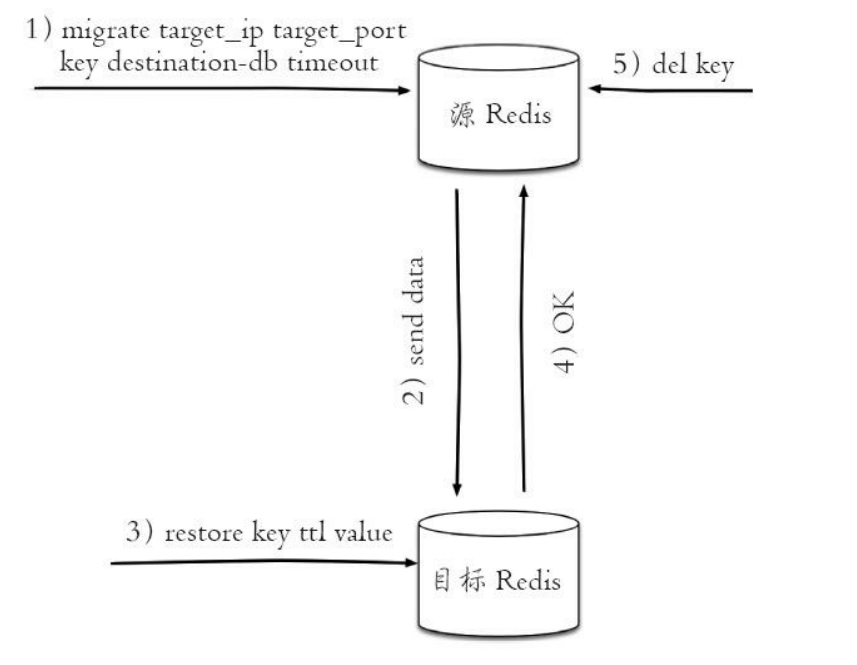 1) migrate target_ip target_port
key destination-db timeout
5) del key
源 Redis
2) send data
4) OK
3) restore key ttl value
目标 Redis